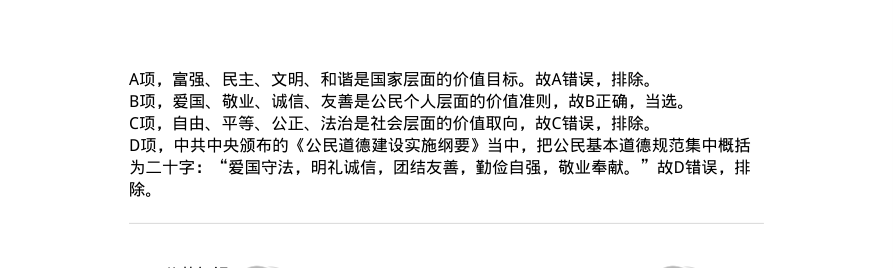 A项，富强、民主、文明、和谐是国家层面的价值目标。故A错误，排除。
B项，爱国、敬业、诚信、友善是公民个人层面的价值准则，故B正确，当选。
C项，自由、平等、公正、法治是社会层面的价值取向，故C错误，排除。
D项，中共中央颁布的《公民道德建设实施纲要》当中，把公民基本道德规范集中概括
为二十字：“爱国守法，明礼诚信，团结友善，勤俭自强，敬业奉献。”故D错误，排
除。